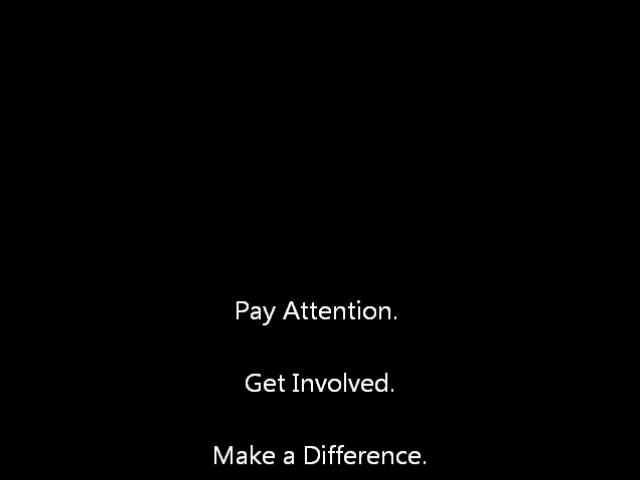 Pay Attention.
Get Involved.
Make a Difference.